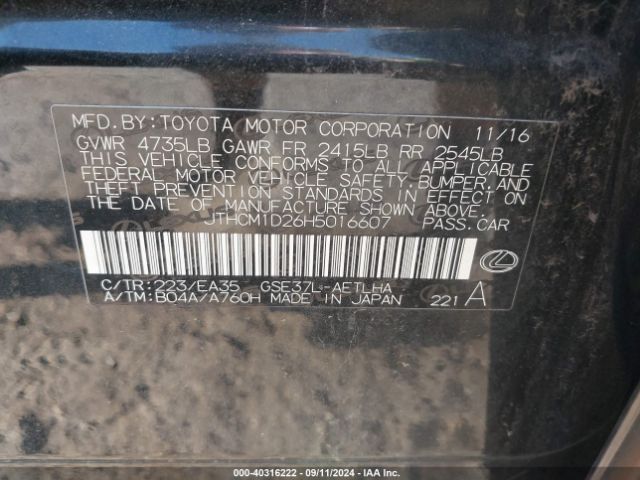 MFD.BY:TOYOTA MOTOR CORPORATION 11/16
GVWR 4735LB GAWR FR 2415LB RR 2545LB
THIS VEHICLE CONFORMS TO ALL APPLICABLE
FEDERAL MOTOR VEHICLE SAFETY,BUMPER,AND
THEFT PREVENTION STANDARDS IN EFFECT ON
THE DATE OF MANUFACTURE SHOWN ABOVE.
JTHCM1D26H5016607 PASS.CAR
C/TR:223/EA35 GSE37L-AETLHA
A/TM:B04A/A760H MADE IN JAPAN 221 A
000-40316222 - 09/11/2024 - IAA Inc.